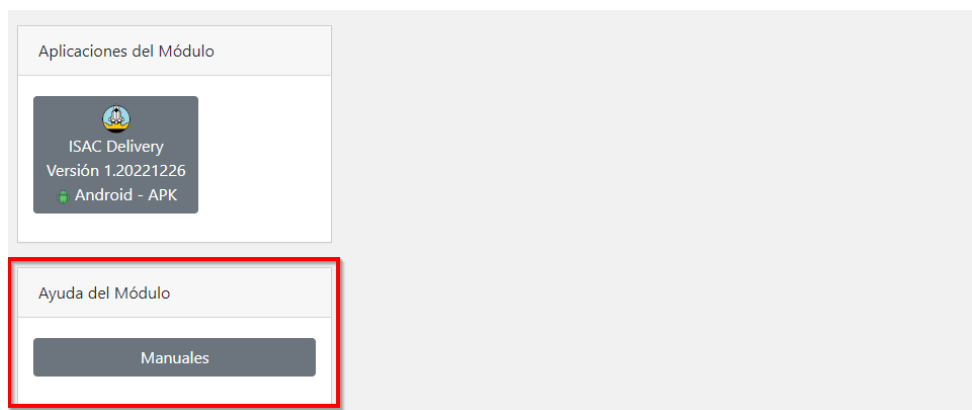 Aplicaciones del Módulo
ISAC Delivery
Versión 1.20221226
Android - APK
Ayuda del Módulo
Manuales